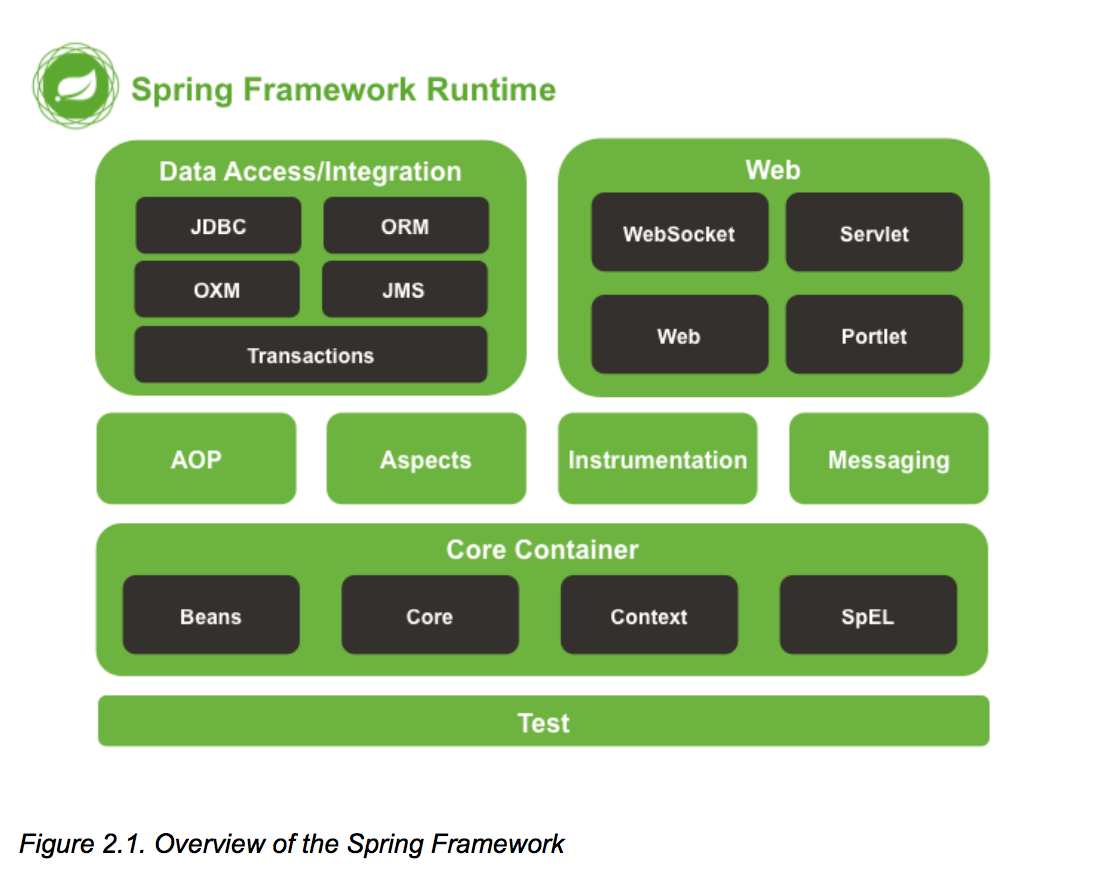 Spring Framework Runtime
Data Access/Integration
JDBC ORM
OXM JMS
Transactions
Web
WebSocket Servlet
Web Portlet
AOP Aspects Instrumentation Messaging
Core Container
Beans Core Context SpEL
Test
Figure 2.1. Overview of the Spring Framework